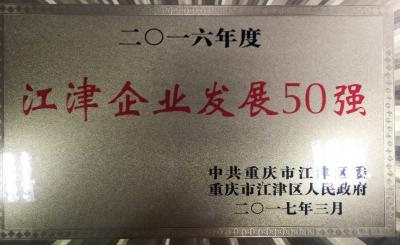 二〇一六年度
江津企业发展50强
中共重庆市江津区委
重庆市江津区人民政府
二〇一七年三月